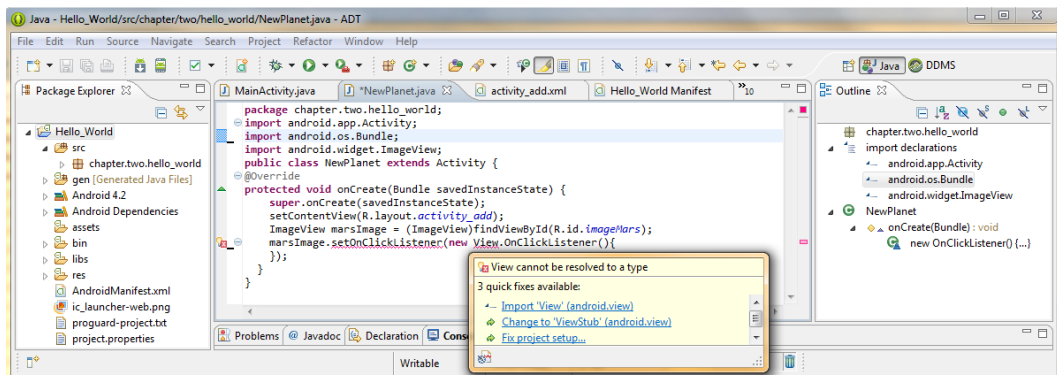 Java - Hello_World/src/chapter/two/hello_world/NewPlanet.java - ADT
File Edit Run Source Navigate Search Project Refactor Window Help
Java DDMS
Package Explorer
Hello_World
src
chapter.two.hello_world
gen [Generated Java Files]
Android 4.2
Android Dependencies
assets
bin
libs
res
AndroidManifest.xml
ic_launcher-web.png
proguard-project.txt
project.properties
MainActivity.java *NewPlanet.java activity_add.xml Hello_World Manifest »10
package chapter.two.hello_world;
import android.app.Activity;
import android.os.Bundle;
import android.widget.ImageView;
public class NewPlanet extends Activity {
@Override
protected void onCreate(Bundle savedInstanceState) {
super.onCreate(savedInstanceState);
setContentView(R.layout.activity_add);
ImageView marsImage = (ImageView)findViewById(R.id.imageMars);
marsImage.setOnClickListener(new View.OnClickListener(){
});
}
}
View cannot be resolved to a type
3 quick fixes available:
Import 'View' (android.view)
Change to 'ViewStub' (android.view)
Fix project setup...
Problems @ Javadoc Declaration Conso
Writable
Outline
chapter.two.hello_world
import declarations
android.app.Activity
android.os.Bundle
android.widget.ImageView
NewPlanet
onCreate(Bundle) : void
new OnClickListener() {...}